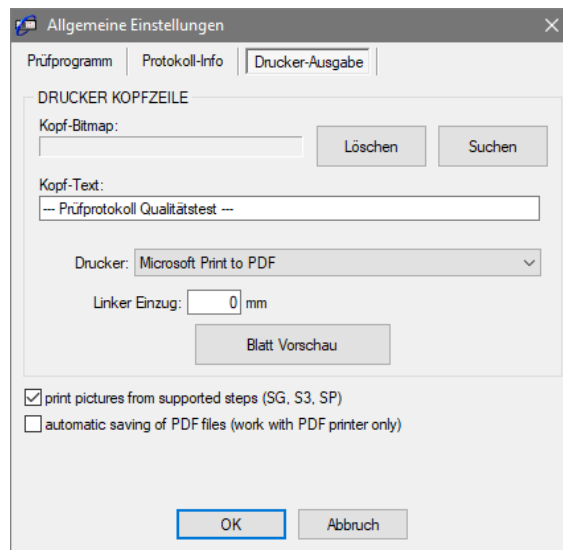 Allgemeine Einstellungen
Prüfprogramm Protokoll-Info Drucker-Ausgabe
DRUCKER KOPFZEILE
Kopf-Bitmap:
Löschen Suchen
Kopf-Text:
--- Prüfprotokoll Qualitätstest ---
Drucker: Microsoft Print to PDF
Linker Einzug: 0 mm
Blatt Vorschau
print pictures from supported steps (SG, S3, SP)
automatic saving of PDF files (work with PDF printer only)
OK Abbruch